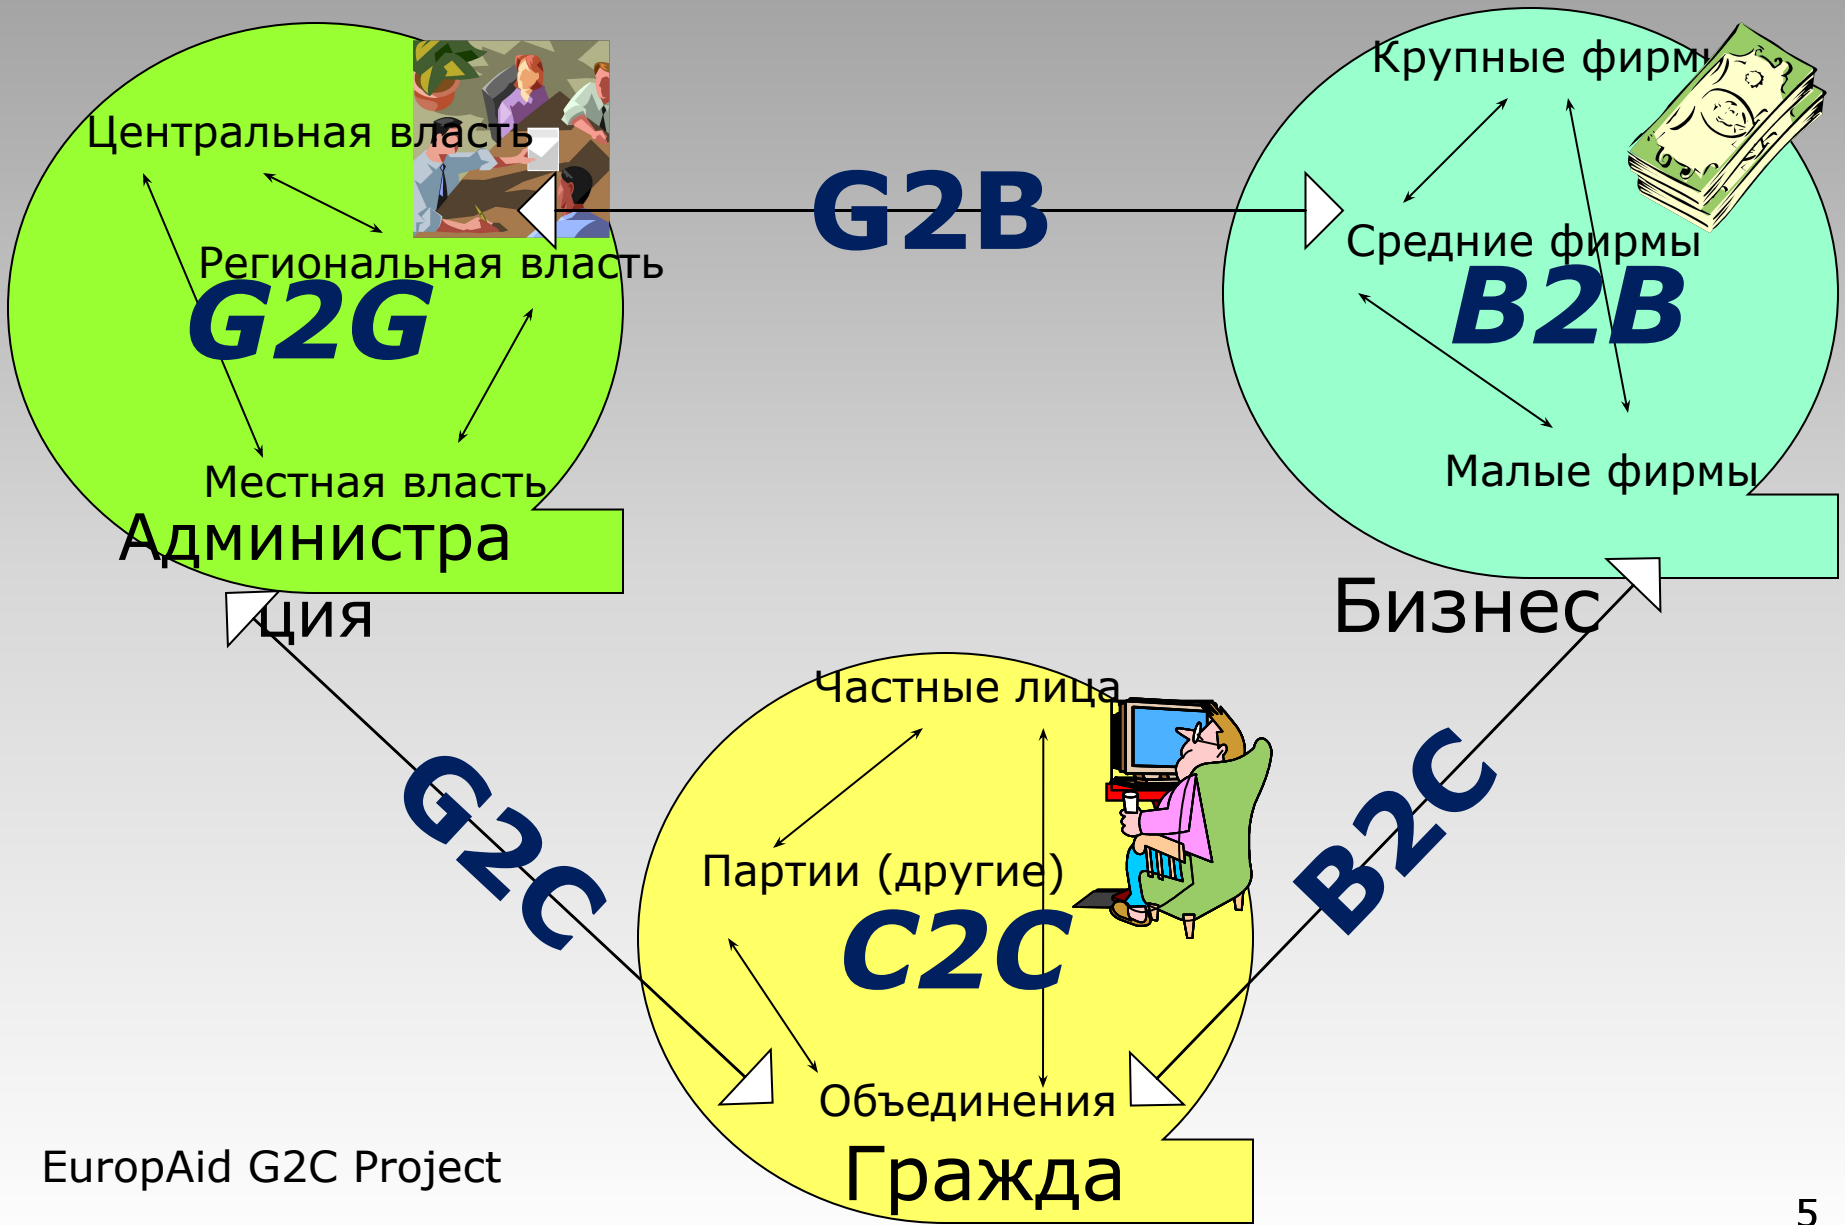 Центральная власть
Региональная власть
G2G
Местная власть
Администра
ция
G2B
Крупные фирмы
Средние фирмы
B2B
Малые фирмы
Бизнес
G2C
B2C
Частные лица
Партии (другие)
C2C
Объединения
Гражда
EuropAid G2C Project
5